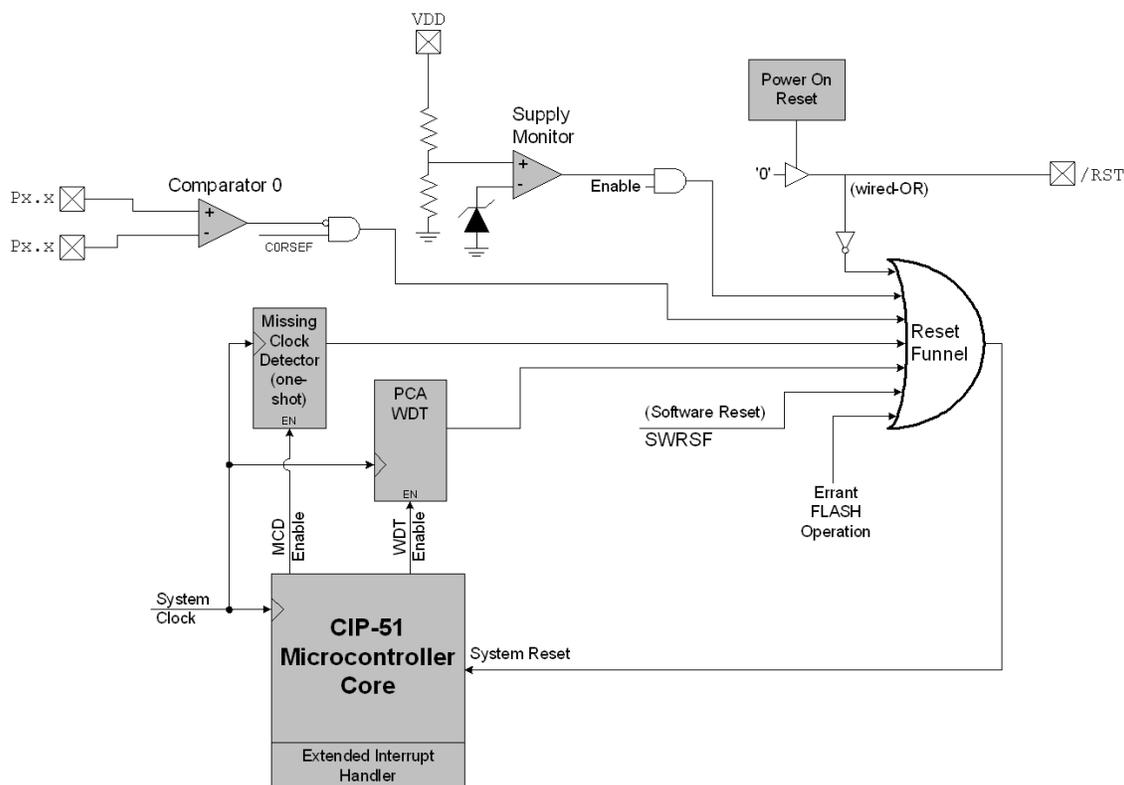 VDD
Power On
Reset
Supply
Monitor
+
-
Enable
'0'
(wired-OR)
/RST
Comparator 0
Px.x
Px.x
+
-
C0RSEF
Missing
Clock
Detector
(one-
shot)
EN
PCA
WDT
EN
Reset
Funnel
(Software Reset)
SWRSF
Errant
FLASH
Operation
MCD
Enable
WDT
Enable
System
Clock
CIP-51
Microcontroller
Core
System Reset
Extended Interrupt
Handler